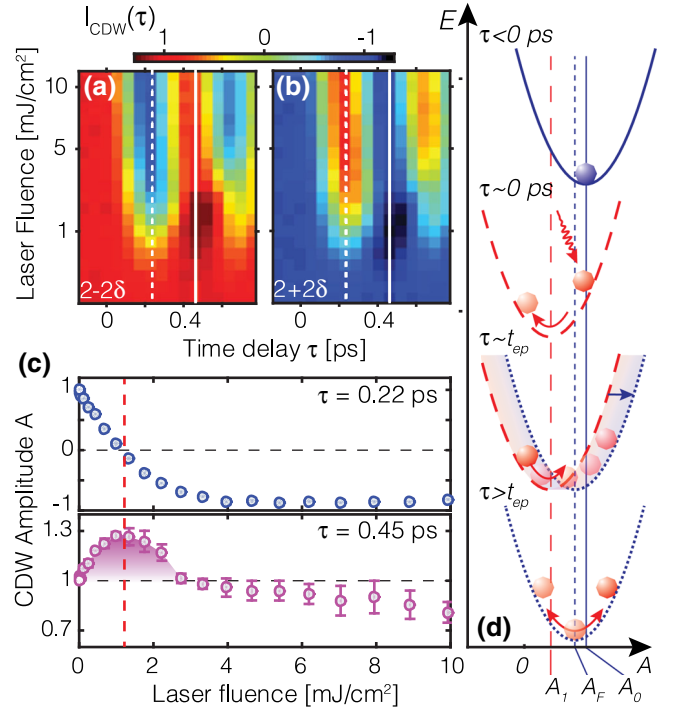 I_CDW(τ)
1 0 -1
Laser Fluence [mJ/cm²]
10
5
1
(a)
2-2δ
(b)
2+2δ
0 0.4 0 0.4
Time delay τ [ps]
(c)
CDW Amplitude A
1
0
-1
τ = 0.22 ps
1.3
1
0.7
τ = 0.45 ps
0 2 4 6 8 10
Laser fluence [mJ/cm²]
E
τ<0 ps
τ~0 ps
τ~t_ep
τ>t_ep
(d)
0 A
A₁ A_F A₀